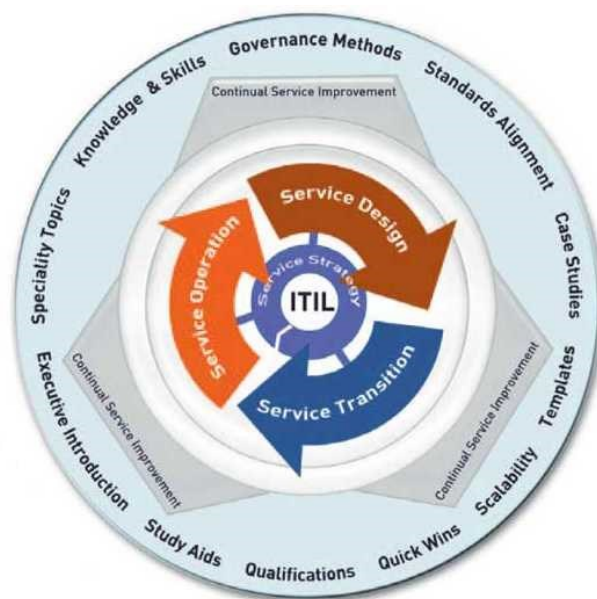 Governance Methods
Standards Alignment
Case Studies
Templates
Scalability
Quick Wins
Qualifications
Study Aids
Executive Introduction
Speciality Topics
Knowledge & Skills
Continual Service Improvement
Continual Service Improvement
Continual Service Improvement
Service Design
Service Transition
Service Operation
Service Strategy
ITIL